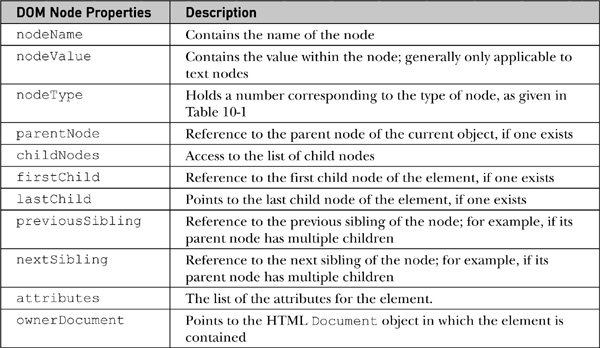 DOM Node Properties Description
nodeName Contains the name of the node
nodeValue Contains the value within the node; generally only applicable to
text nodes
nodeType Holds a number corresponding to the type of node, as given in
Table 10-1
parentNode Reference to the parent node of the current object, if one exists
childNodes Access to the list of child nodes
firstChild Reference to the first child node of the element, if one exists
lastChild Points to the last child node of the element, if one exists
previousSibling Reference to the previous sibling of the node; for example, if its
parent node has multiple children
nextSibling Reference to the next sibling of the node; for example, if its
parent node has multiple children
attributes The list of the attributes for the element.
ownerDocument Points to the HTML Document object in which the element is
contained